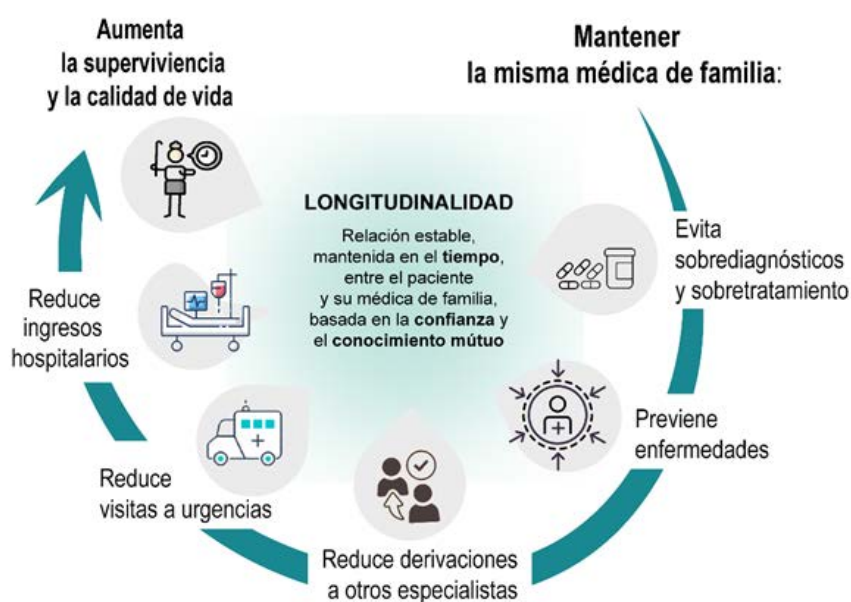 Mantener
la misma médica de familia:
Evita
sobrediagnósticos
y sobretratamiento
Previene
enfermedades
Reduce derivaciones
a otros especialistas
Reduce
visitas a urgencias
Reduce
ingresos
hospitalarios
Aumenta
la superviviencia
y la calidad de vida
LONGITUDINALIDAD
Relación estable,
mantenida en el tiempo,
entre el paciente
y su médica de familia,
basada en la confianza y
el conocimiento mútuo